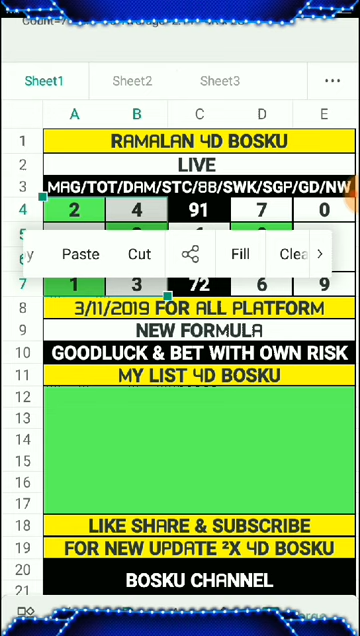 Sheet1 Sheet2 Sheet3 ...
A B C D E
1 RAMALAN 4D BOSKU
2 LIVE
3 MAG/TOT/DAM/STC/88/SWK/SGP/GD/NW
4 2 4 91 7 0
Paste Cut Fill Clea
7 1 3 72 6 9
8 3/11/2019 FOR ALL PLATFORM
9 NEW FORMULA
10 GOODLUCK & BET WITH OWN RISK
11 MY LIST 4D BOSKU
12
13
14
15
16
17
18 LIKE SHARE & SUBSCRIBE
19 FOR NEW UPDATE ²X 4D BOSKU
20 BOSKU CHANNEL
21